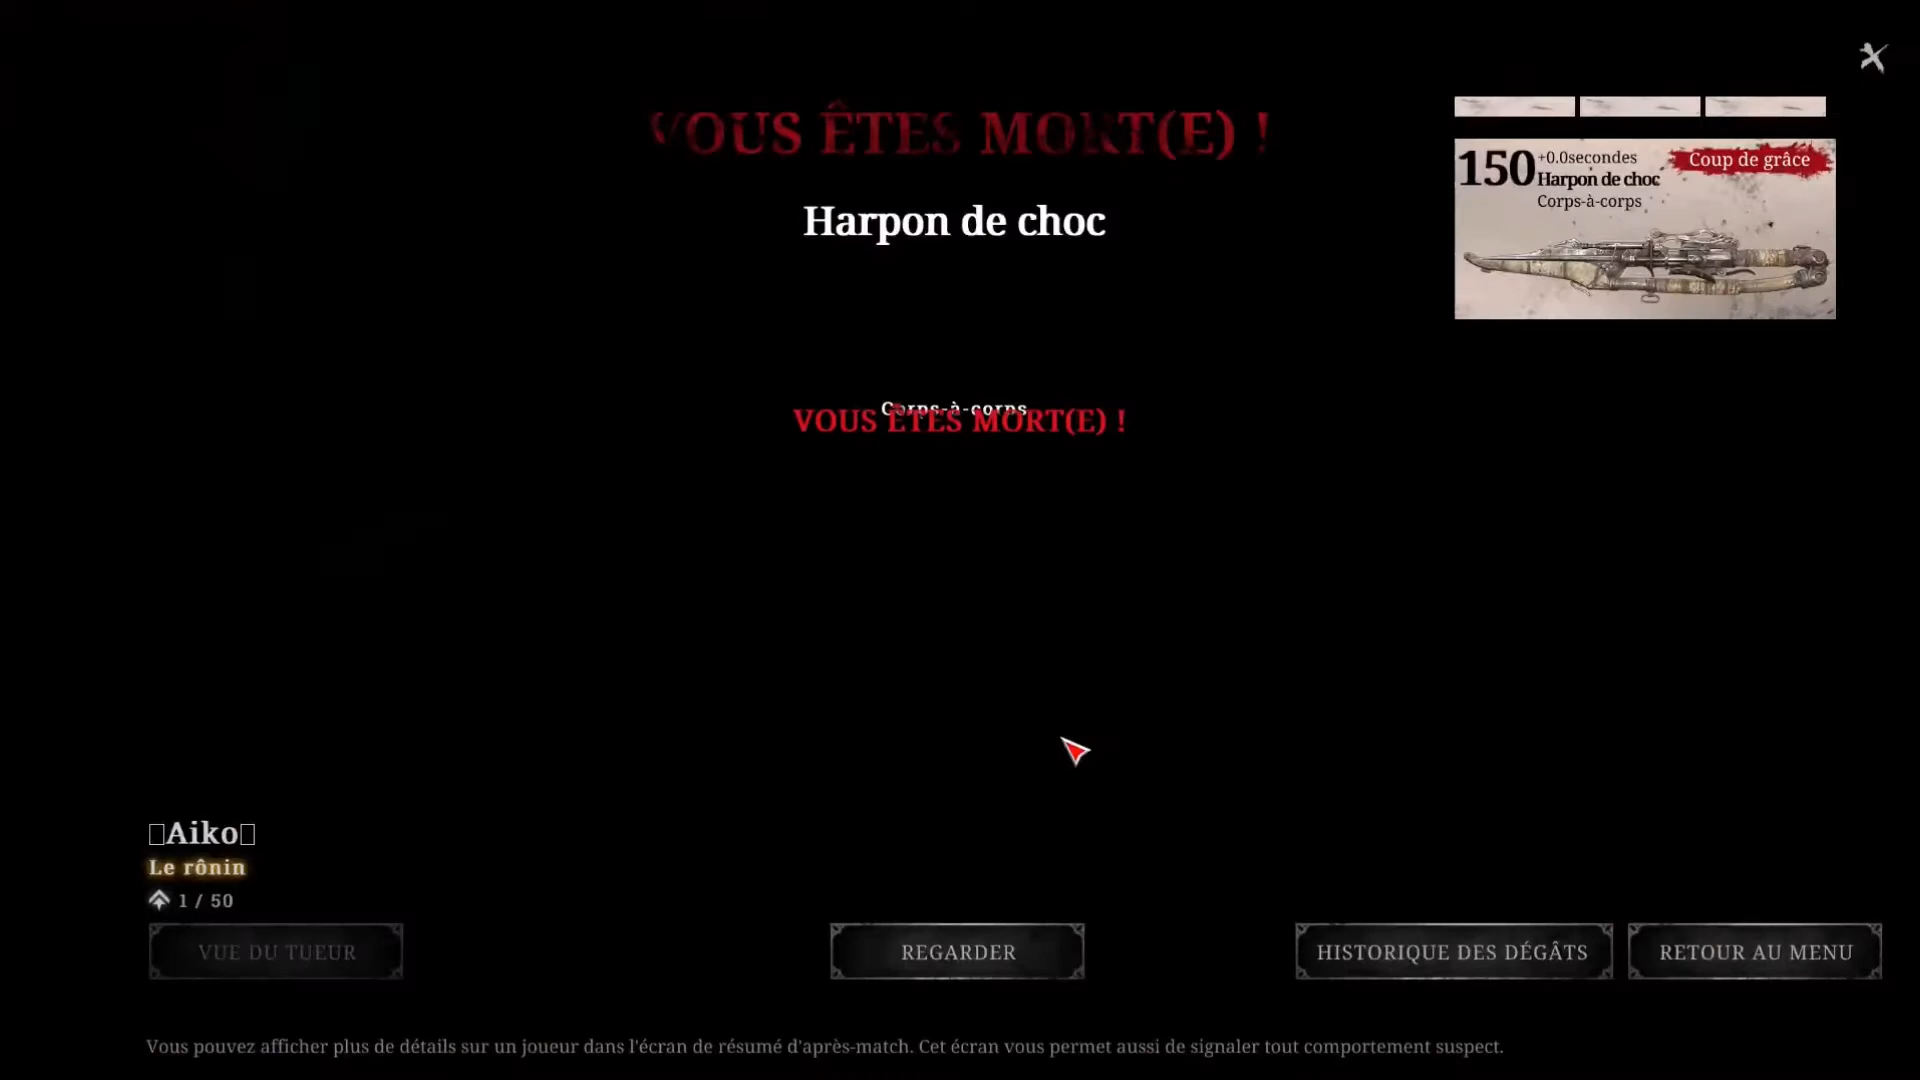 VOUS ÊTES MORT(E) !
Harpon de choc
150
+0.0secondes
Harpon de choc
Corps-à-corps
Coup de grâce
Corps-à-corps
VOUS ÊTES MORT(E) !
Aiko
Le rônin
1 / 50
VUE DU TUEUR
REGARDER
HISTORIQUE DES DÉGÂTS
RETOUR AU MENU
Vous pouvez afficher plus de détails sur un joueur dans l'écran de résumé d'après-match. Cet écran vous permet aussi de signaler tout comportement suspect.